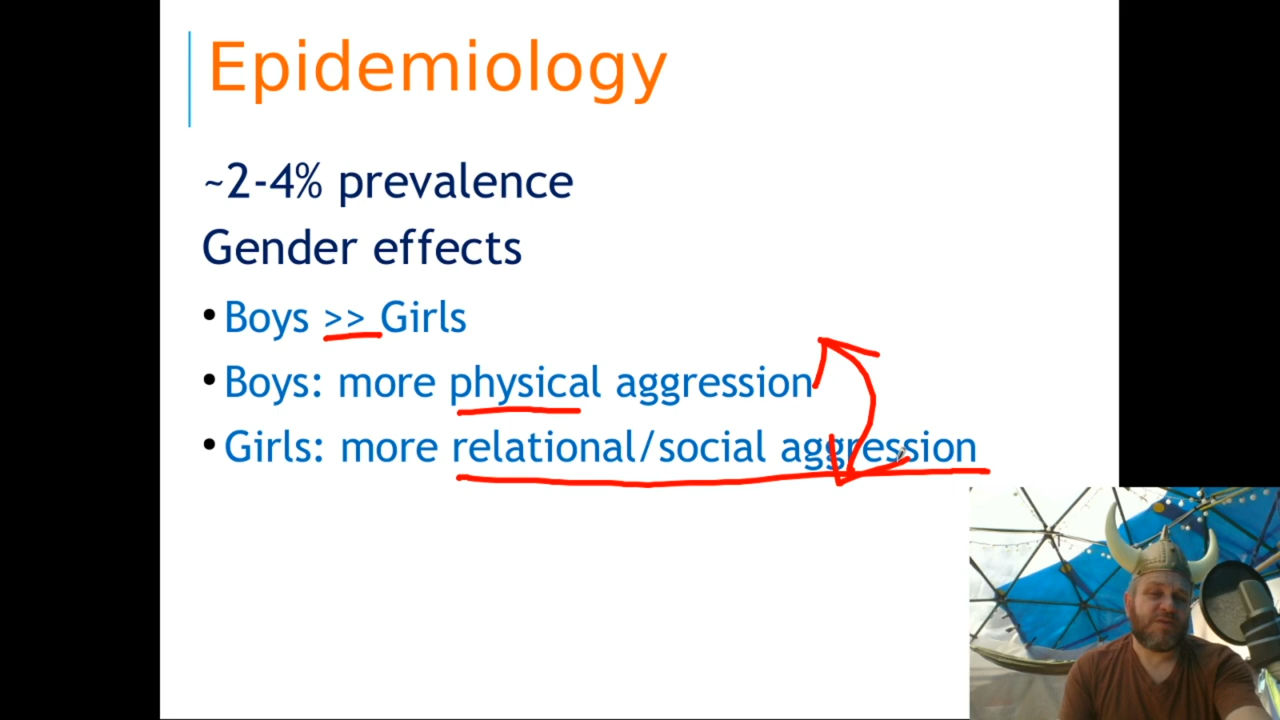 Epidemiology
~2-4% prevalence
Gender effects
• Boys >> Girls
• Boys: more physical aggression
• Girls: more relational/social aggression